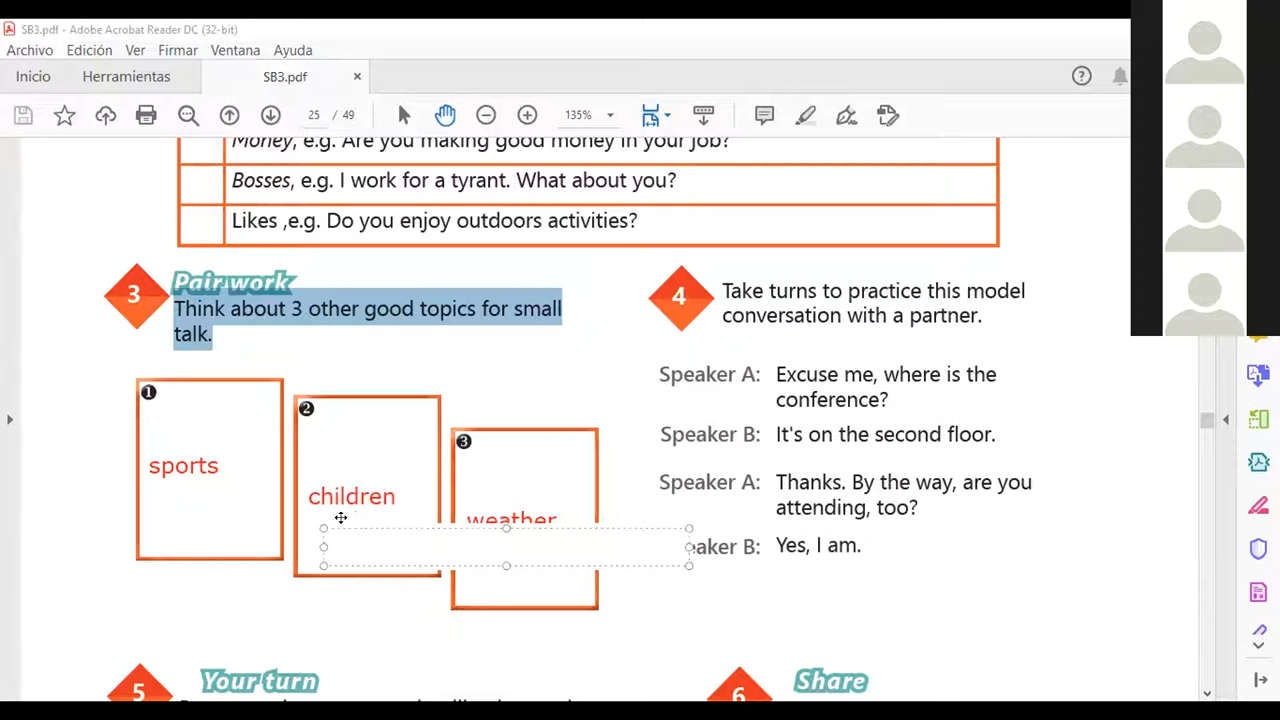 SB3.pdf - Adobe Acrobat Reader DC (32-bit)
Archivo Edición Ver Firmar Ventana Ayuda
Inicio Herramientas SB3.pdf ×
25 / 49 135%
Money, e.g. Are you making good money in your job?
Bosses, e.g. I work for a tyrant. What about you?
Likes ,e.g. Do you enjoy outdoors activities?
3 Pair work
Think about 3 other good topics for small
talk.
1
sports
2
children
3
weather
4 Take turns to practice this model
conversation with a partner.
Speaker A: Excuse me, where is the
conference?
Speaker B: It's on the second floor.
Speaker A: Thanks. By the way, are you
attending, too?
eaker B: Yes, I am.
5 Your turn
6 Share